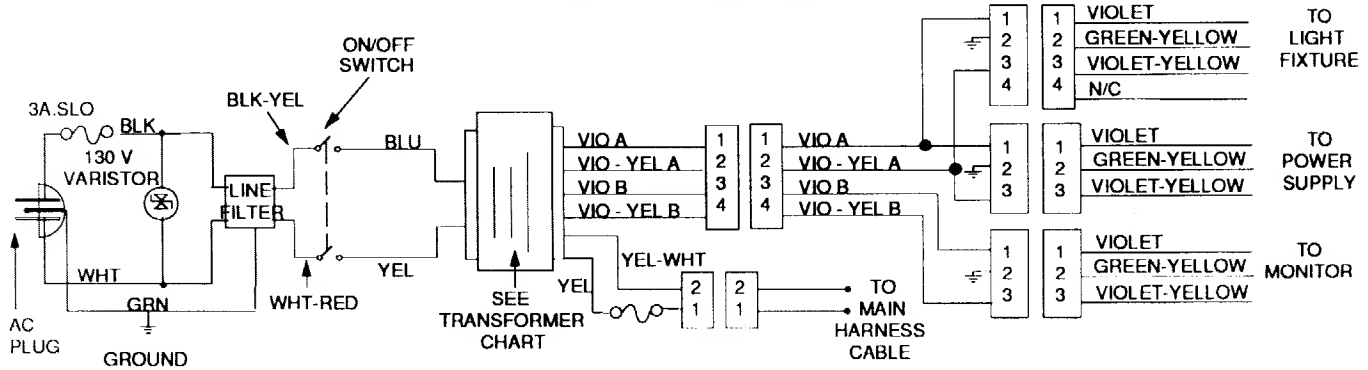 3A.SLO
BLK
130 V
VARISTOR
BLK-YEL
ON/OFF
SWITCH
LINE
FILTER
BLU
YEL
WHT
GRN
WHT-RED
AC
PLUG
GROUND
SEE
TRANSFORMER
CHART
VIO A
VIO - YEL A
VIO B
VIO - YEL B
YEL-WHT
YEL
1
2
3
4
1
2
3
4
VIO A
VIO - YEL A
VIO B
VIO - YEL B
2
1
2
1
TO
MAIN
HARNESS
CABLE
1
2
3
4
1
2
3
4
VIOLET
GREEN-YELLOW
VIOLET-YELLOW
N/C
TO
LIGHT
FIXTURE
1
2
3
1
2
3
VIOLET
GREEN-YELLOW
VIOLET-YELLOW
TO
POWER
SUPPLY
1
2
3
1
2
3
VIOLET
GREEN-YELLOW
VIOLET-YELLOW
TO
MONITOR